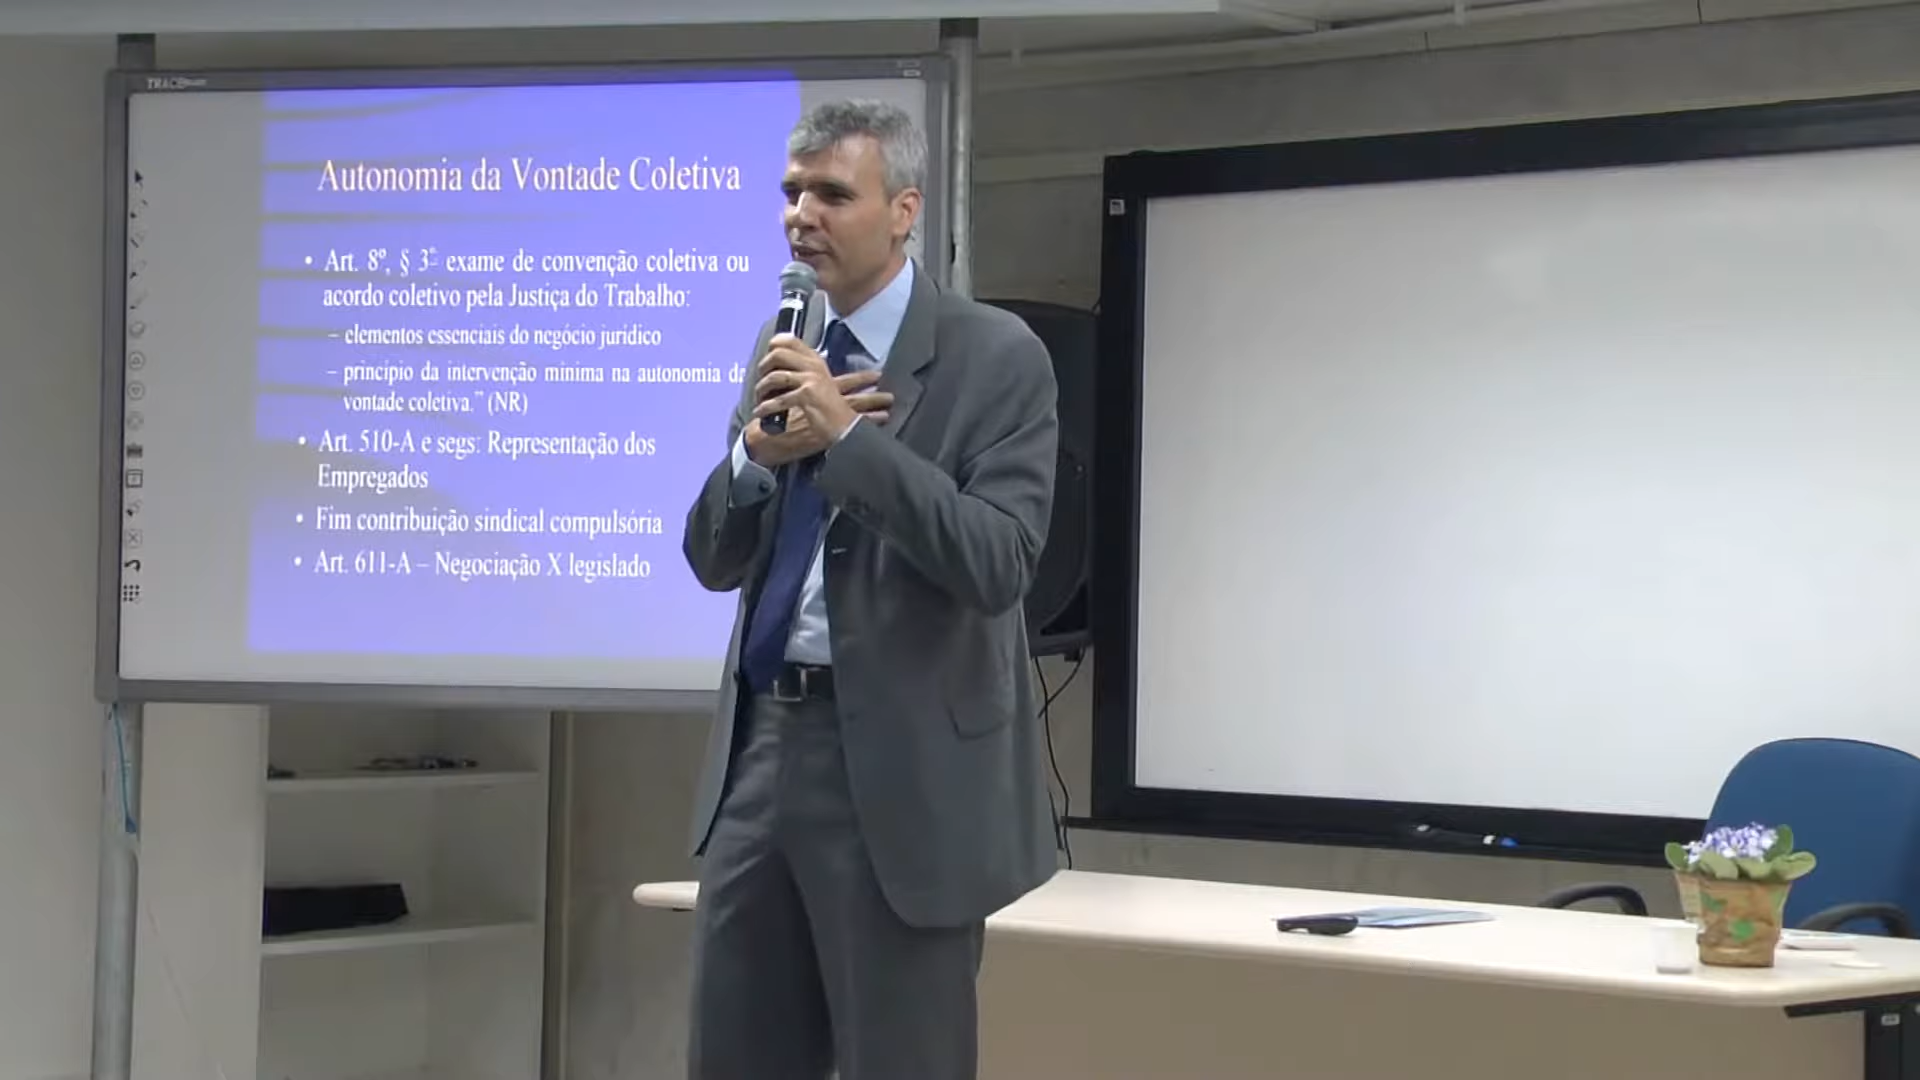 TRACE
Autonomia da Vontade Coletiva
• Art. 8º, § 3º exame de convenção coletiva ou
acordo coletivo pela Justiça do Trabalho:
– elementos essenciais do negócio jurídico
– princípio da intervenção mínima na autonomia da
vontade coletiva.” (NR)
• Art. 510-A e segs: Representação dos
Empregados
• Fim contribuição sindical compulsória
• Art. 611-A – Negociação X legislado